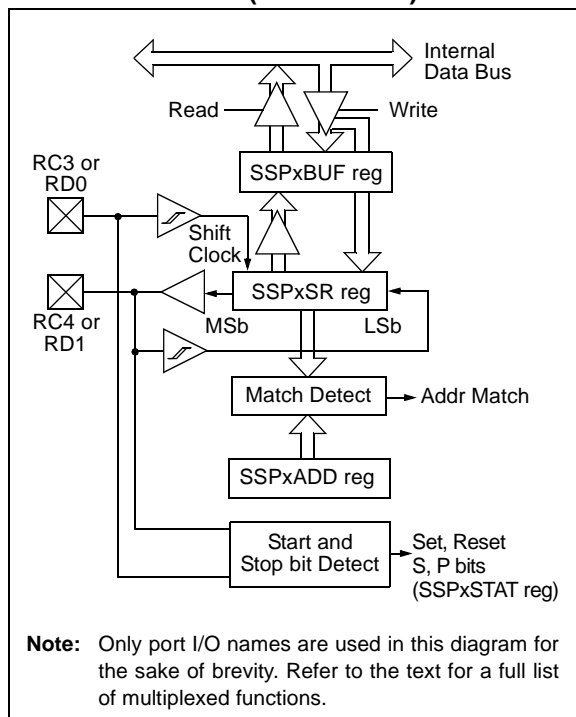 Internal
Data Bus
Read
Write
SSPxBUF reg
RC3 or
RD0
Shift
Clock
SSPxSR reg
MSb
LSb
RC4 or
RD1
Match Detect
Addr Match
SSPxADD reg
Start and
Stop bit Detect
Set, Reset
S, P bits
(SSPxSTAT reg)
Note: Only port I/O names are used in this diagram for
the sake of brevity. Refer to the text for a full list
of multiplexed functions.